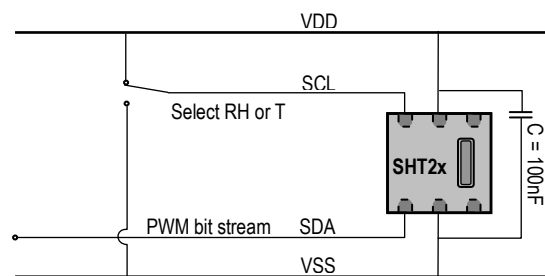 VDD
SCL
Select RH or T
SHT2x
C = 100nF
PWM bit stream SDA
VSS